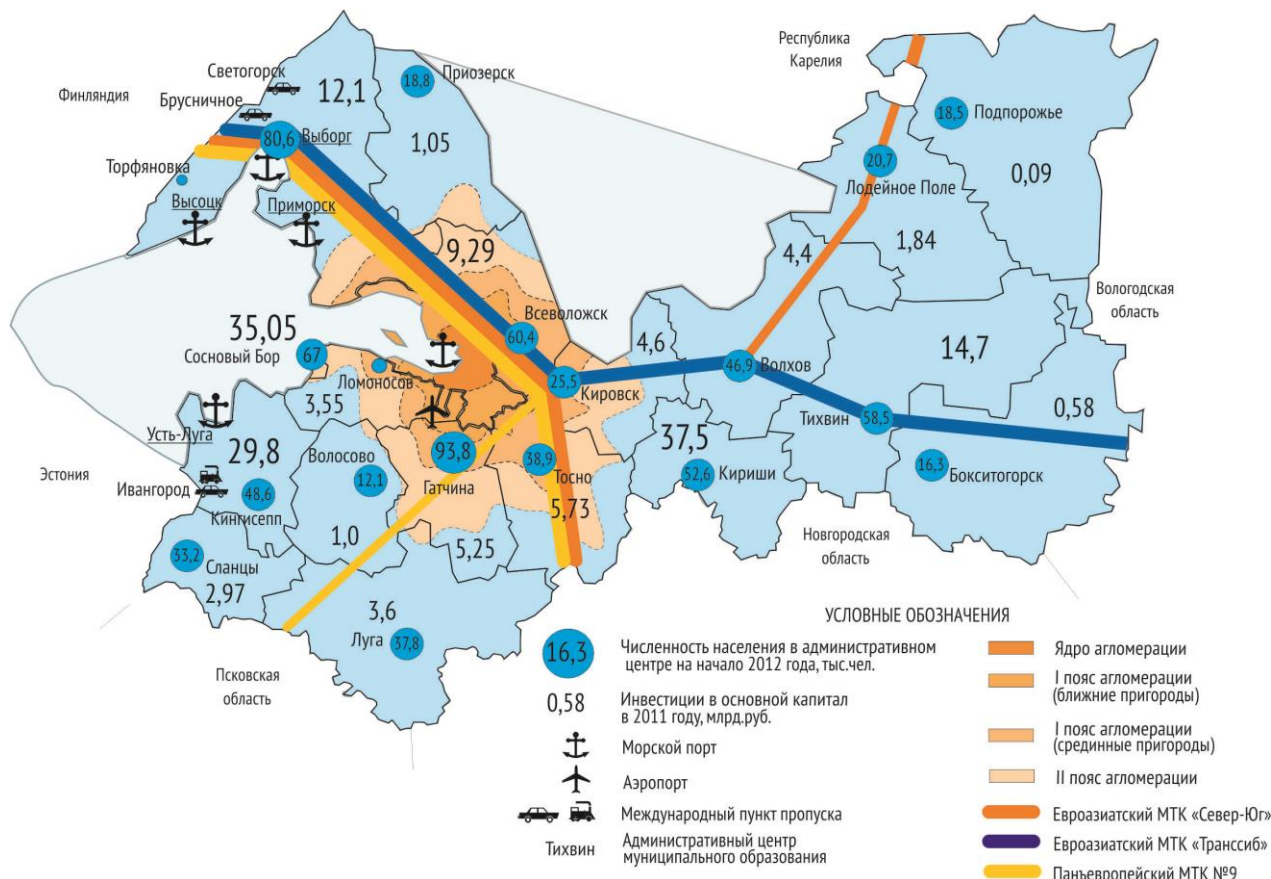 Республика
Карелия
Светогорск
12,1
18,8
Приозерск
Финляндия
Брусничное
18,5
Подпорожье
80,6
Выборг
1,05
20,7
Торфяновка
Лодейное Поле
0,09
Высоцк
Приморск
9,29
4,4
1,84
Вологодская
область
35,05
Всеволожск
60,4
4,6
14,7
Сосновый Бор
67
46,9
Волхов
Ломоносов
25,5
Кировск
3,55
0,58
Усть-Луга
Тихвин
58,5
29,8
37,5
Эстония
Волосово
93,8
38,9
Тосно
16,3
Бокситогорск
Ивангород
48,6
12,1
Гатчина
52,6
Кириши
Кингисепп
5,73
1,0
5,25
Новгородская
область
33,2
Сланцы
2,97
3,6
Луга
37,8
Псковская
область
УСЛОВНЫЕ ОБОЗНАЧЕНИЯ
16,3
Численность населения в административном
центре на начало 2012 года, тыс.чел.
0,58
Инвестиции в основной капитал
в 2011 году, млрд.руб.
Морской порт
Аэропорт
Международный пункт пропуска
Тихвин
Административный центр
муниципального образования
Ядро агломерации
I пояс агломерации
(ближние пригороды)
I пояс агломерации
(срединные пригороды)
II пояс агломерации
Евроазиатский МТК «Север-Юг»
Евроазиатский МТК «Транссиб»
Панъевропейский МТК №9